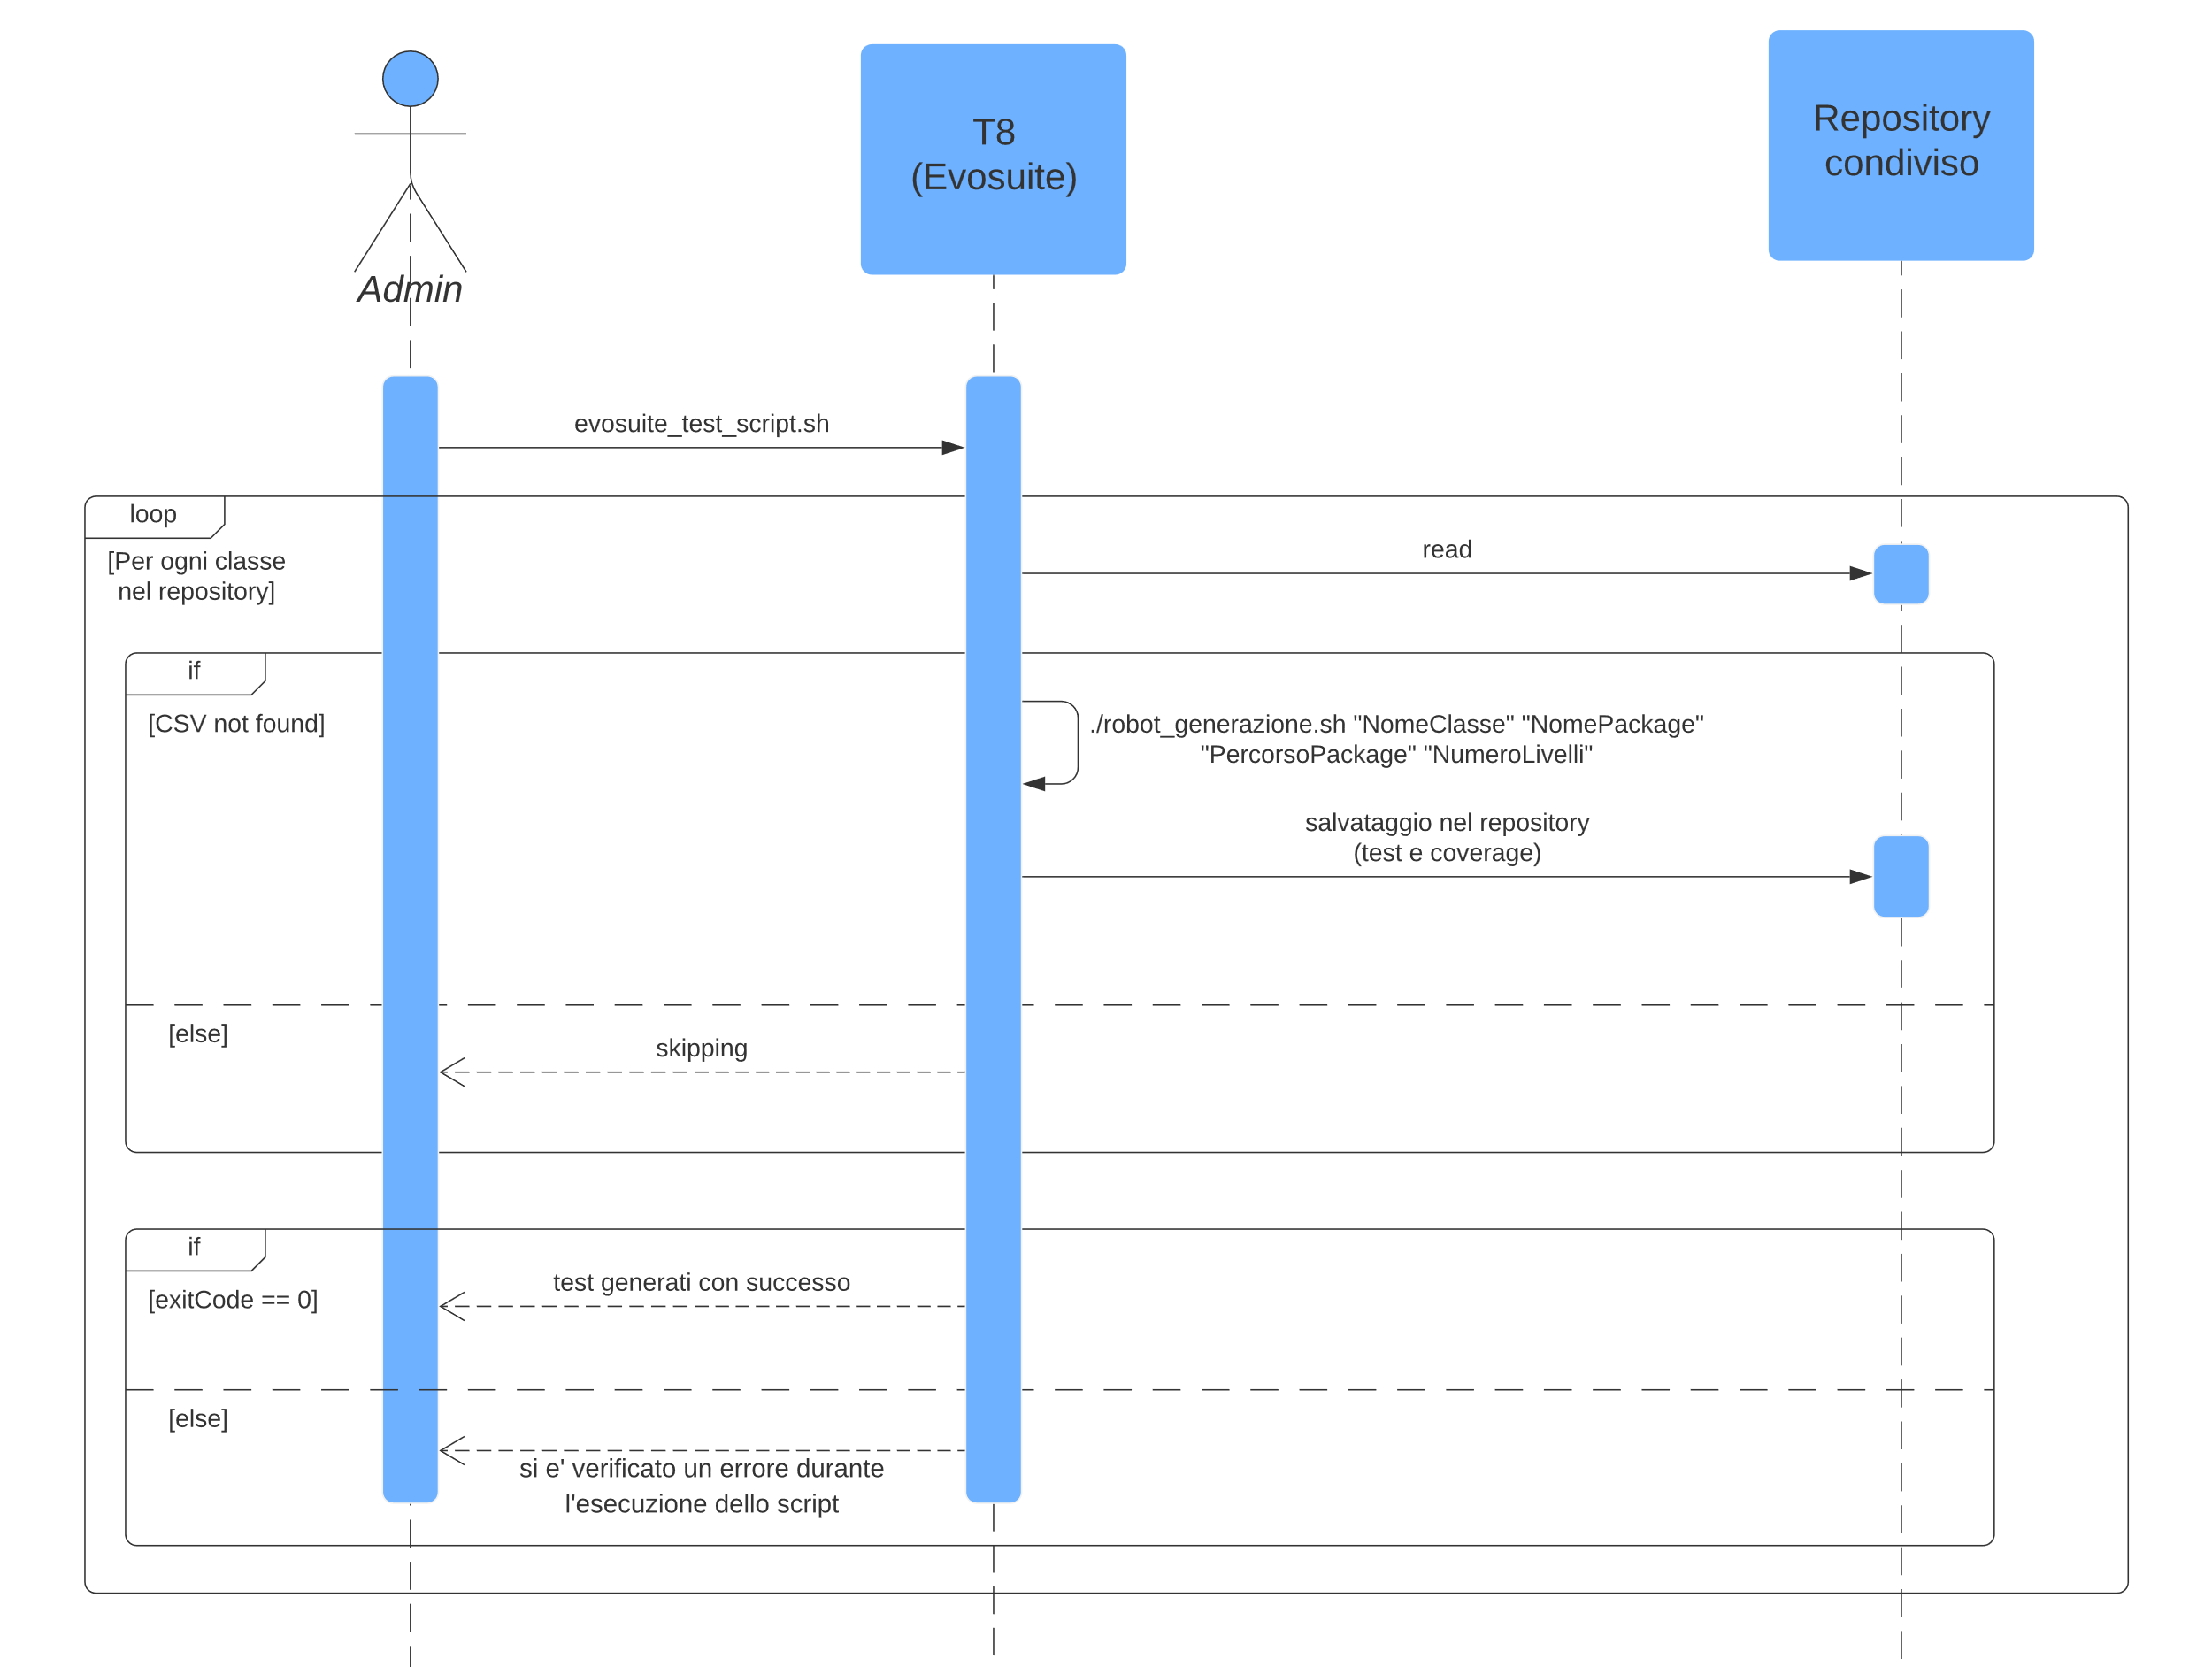 Admin
T8
(Evosuite)
Repository
condiviso
evosuite_test_script.sh
loop
[Per ogni classe
nel repository]
read
if
[CSV not found]
./robot_generazione.sh "NomeClasse" "NomePackage"
"PercorsoPackage" "NumeroLivelli"
salvataggio nel repository
(test e coverage)
[else]
skipping
if
[exitCode == 0]
test generati con successo
[else]
si e' verificato un errore durante
l'esecuzione dello script